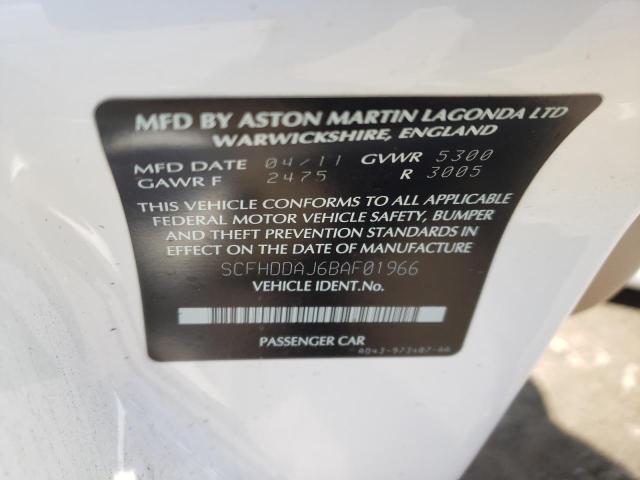 MFD BY ASTON MARTIN LAGONDA LTD
WARWICKSHIRE, ENGLAND
MFD DATE 04/11 GVWR 5300
GAWR F 2475 R 3005
THIS VEHICLE CONFORMS TO ALL APPLICABLE
FEDERAL MOTOR VEHICLE SAFETY, BUMPER
AND THEFT PREVENTION STANDARDS IN
EFFECT ON THE DATE OF MANUFACTURE
SCFHDDAJ6BAF01966
VEHICLE IDENT.No.
PASSENGER CAR